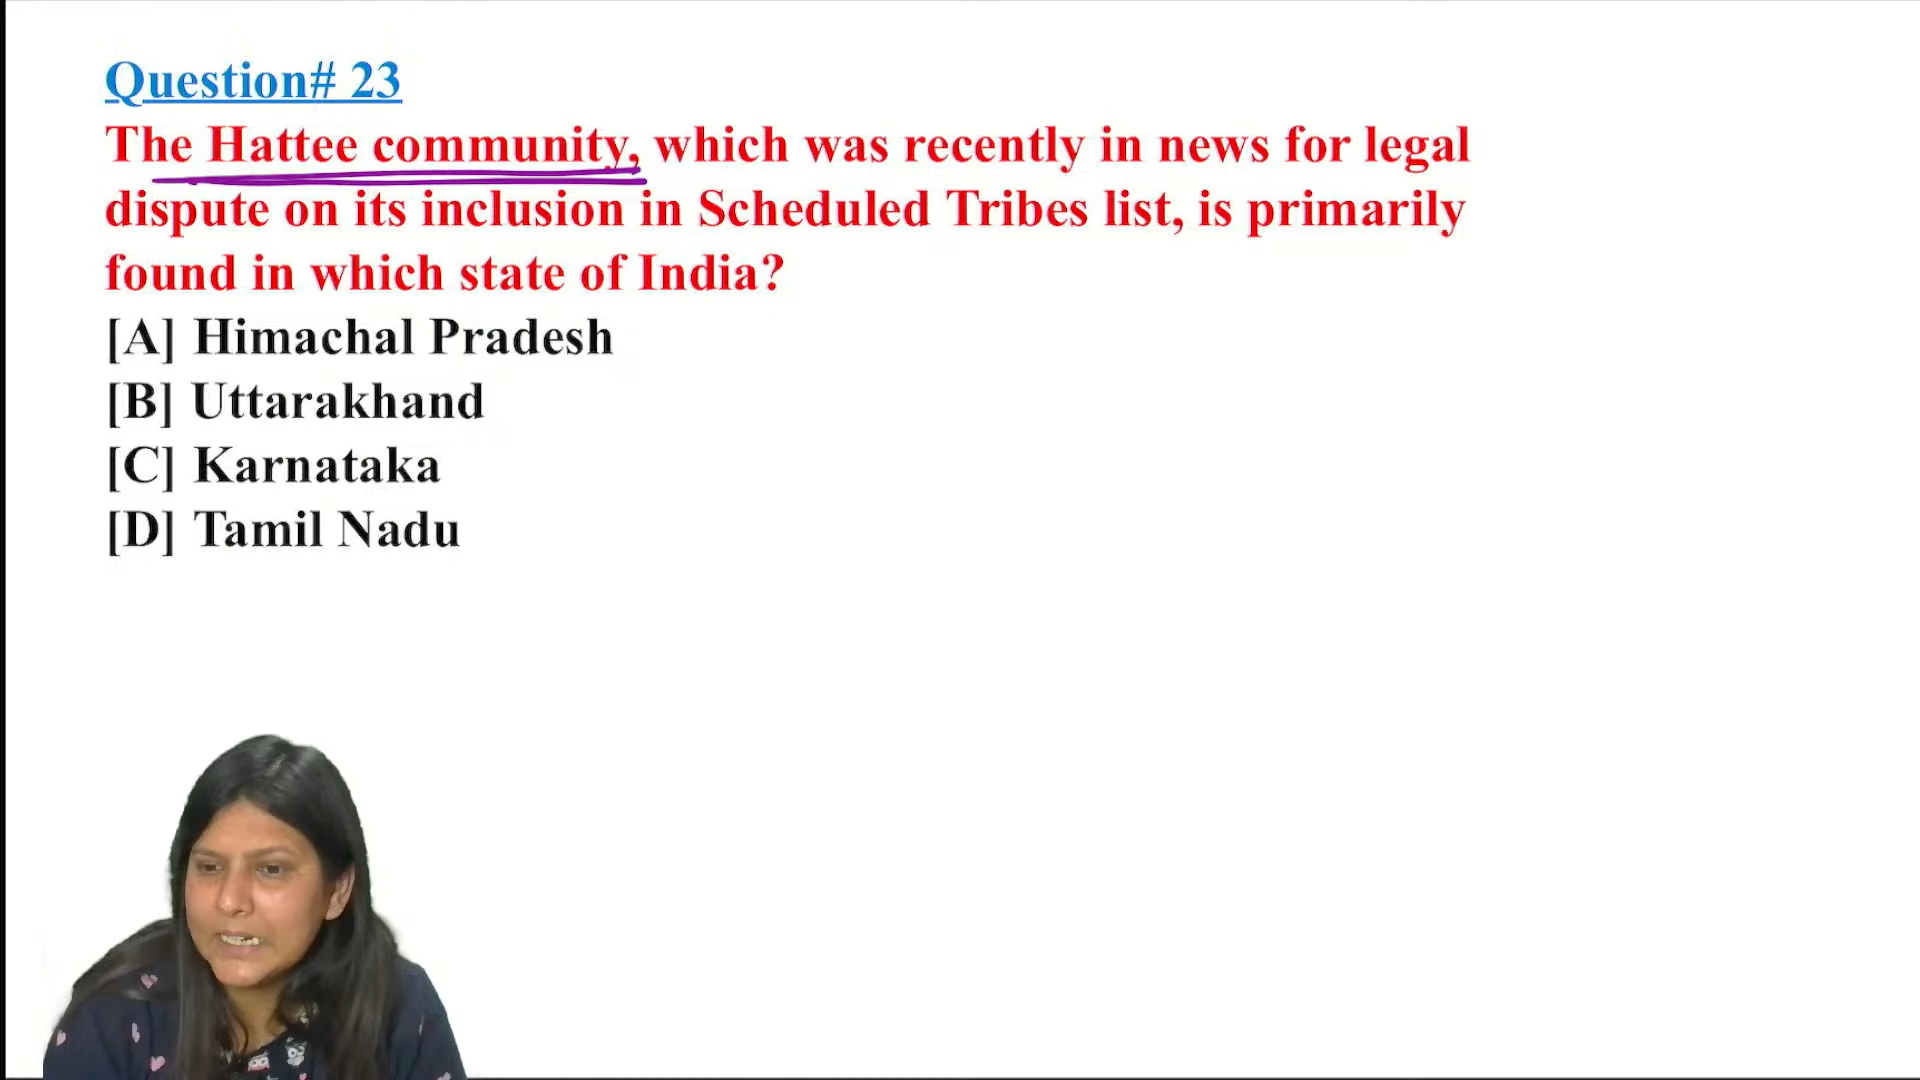 Question# 23
The Hattee community, which was recently in news for legal
dispute on its inclusion in Scheduled Tribes list, is primarily
found in which state of India?
[A] Himachal Pradesh
[B] Uttarakhand
[C] Karnataka
[D] Tamil Nadu